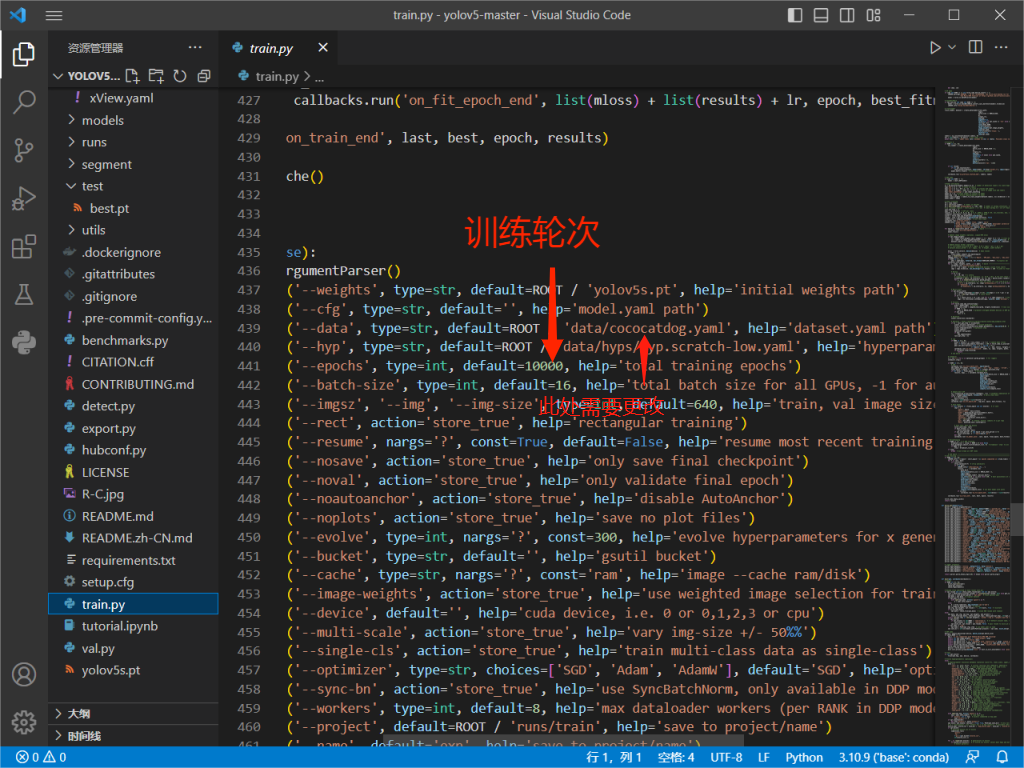 train.py - yolov5-master - Visual Studio Code
资源管理器
train.py
YOLOV5...
train.py > ...
xView.yaml
models
runs
segment
test
best.pt
utils
.dockerignore
.gitattributes
.gitignore
.pre-commit-config.y...
benchmarks.py
CITATION.cff
CONTRIBUTING.md
detect.py
export.py
hubconf.py
LICENSE
R-C.jpg
README.md
README.zh-CN.md
requirements.txt
setup.cfg
train.py
tutorial.ipynb
val.py
yolov5s.pt
大纲
时间线
427 callbacks.run('on_fit_epoch_end', list(mloss) + list(results) + lr, epoch, best_fit
428
429 on_train_end', last, best, epoch, results)
430
431 che()
432
433
434
训练轮次
435 se):
436 rgumentParser()
437 ('--weights', type=str, default=ROOT / 'yolov5s.pt', help='initial weights path')
438 ('--cfg', type=str, default='', help='model.yaml path')
439 ('--data', type=str, default=ROOT / 'data/cococatdog.yaml', help='dataset.yaml path'
440 ('--hyp', type=str, default=ROOT / 'data/hyps/hyp.scratch-low.yaml', help='hyperparam
441 ('--epochs', type=int, default=10000, help='total training epochs')
442 ('--batch-size', type=int, default=16, help='total batch size for all GPUs, -1 for au
443 ('--imgsz', '--img', '--img-size', type=int, default=640, help='train, val image size
此处需要更改
444 ('--rect', action='store_true', help='rectangular training')
445 ('--resume', nargs='?', const=True, default=False, help='resume most recent training
446 ('--nosave', action='store_true', help='only save final checkpoint')
447 ('--noval', action='store_true', help='only validate final epoch')
448 ('--noautoanchor', action='store_true', help='disable AutoAnchor')
449 ('--noplots', action='store_true', help='save no plot files')
450 ('--evolve', type=int, nargs='?', const=300, help='evolve hyperparameters for x gener
451 ('--bucket', type=str, default='', help='gsutil bucket')
452 ('--cache', type=str, nargs='?', const='ram', help='image --cache ram/disk')
453 ('--image-weights', action='store_true', help='use weighted image selection for train
454 ('--device', default='', help='cuda device, i.e. 0 or 0,1,2,3 or cpu')
455 ('--multi-scale', action='store_true', help='vary img-size +/- 50%%')
456 ('--single-cls', action='store_true', help='train multi-class data as single-class')
457 ('--optimizer', type=str, choices=['SGD', 'Adam', 'AdamW'], default='SGD', help='opti
458 ('--sync-bn', action='store_true', help='use SyncBatchNorm, only available in DDP mod
459 ('--workers', type=int, default=8, help='max dataloader workers (per RANK in DDP mode
460 ('--project', default=ROOT / 'runs/train', help='save to project/name')
461 ('--name', default='exp', help='save to project/name')
0 0
行 1，列 1
空格: 4
UTF-8
LF
Python
3.10.9 ('base': conda)